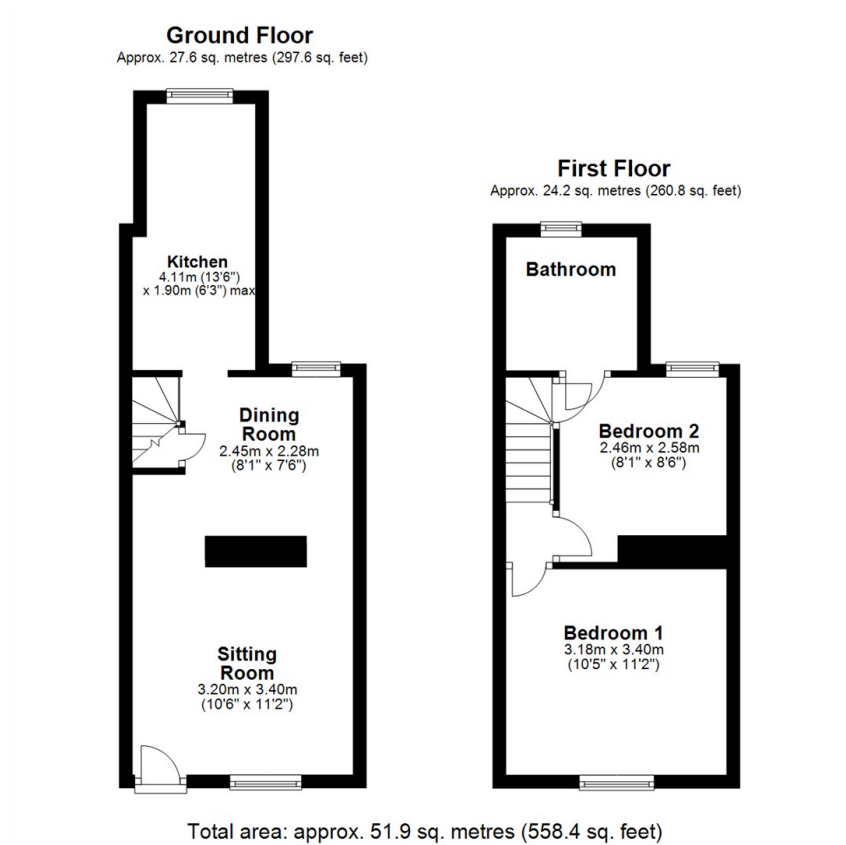 Ground Floor
Approx. 27.6 sq. metres (297.6 sq. feet)
Kitchen
4.11m (13'6")
x 1.90m (6'3") max
Dining
Room
2.45m x 2.28m
(8'1" x 7'6")
Sitting
Room
3.20m x 3.40m
(10'6" x 11'2")
First Floor
Approx. 24.2 sq. metres (260.8 sq. feet)
Bathroom
Bedroom 2
2.46m x 2.58m
(8'1" x 8'6")
Bedroom 1
3.18m x 3.40m
(10'5" x 11'2")
Total area: approx. 51.9 sq. metres (558.4 sq. feet)